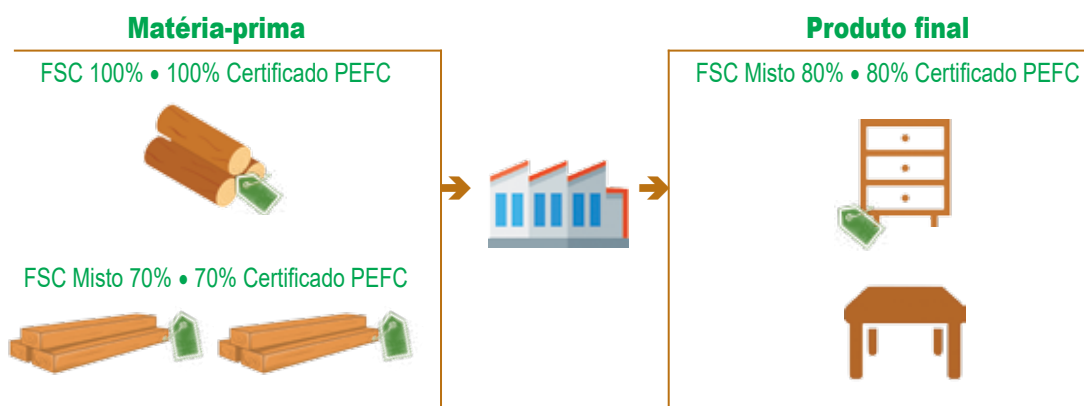 Matéria-prima
FSC 100% • 100% Certificado PEFC
FSC Misto 70% • 70% Certificado PEFC
Produto final
FSC Misto 80% • 80% Certificado PEFC